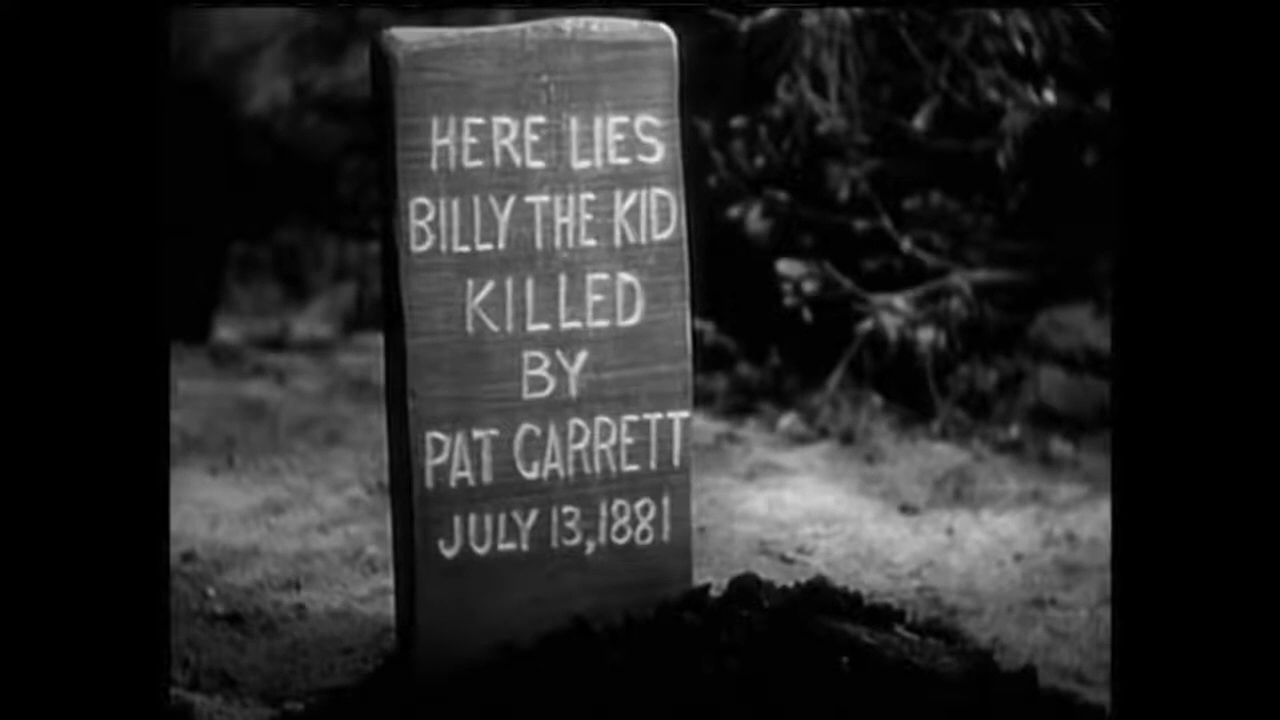 HERE LIES
BILLY THE KID
KILLED
BY
PAT GARRETT
JULY 13,1881